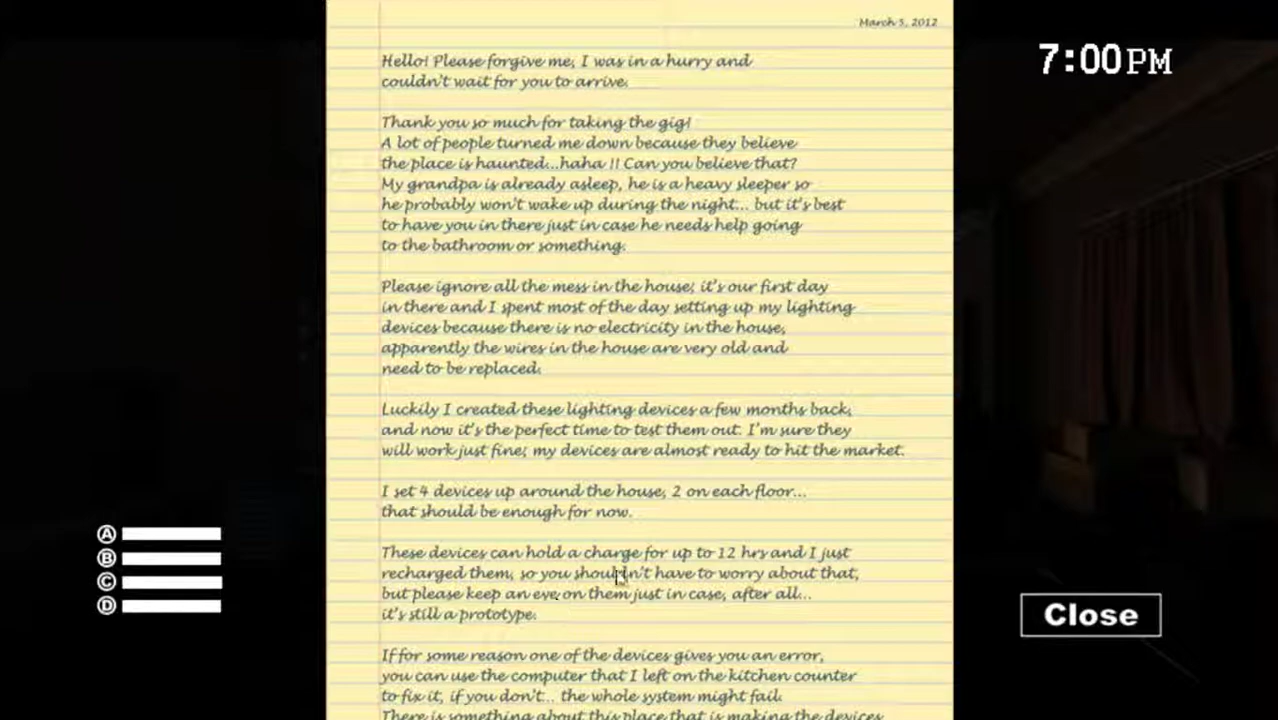 March 5, 2012
7:00PM
Hello! Please forgive me, I was in a hurry and
couldn't wait for you to arrive.
Thank you so much for taking the gig!
A lot of people turned me down because they believe
the place is haunted...haha !! Can you believe that?
My grandpa is already asleep, he is a heavy sleeper so
he probably won't wake up during the night... but it's best
to have you in there just in case he needs help going
to the bathroom or something.
Please ignore all the mess in the house; it's our first day
in there and I spent most of the day setting up my lighting
devices because there is no electricity in the house,
apparently the wires in the house are very old and
need to be replaced.
Luckily I created these lighting devices a few months back,
and now it's the perfect time to test them out. I'm sure they
will work just fine; my devices are almost ready to hit the market.
I set 4 devices up around the house, 2 on each floor...
that should be enough for now.
These devices can hold a charge for up to 12 hrs and I just
recharged them, so you shouldn't have to worry about that,
but please keep an eye on them just in case, after all...
it's still a prototype.
If for some reason one of the devices gives you an error,
you can use the computer that I left on the kitchen counter
to fix it, if you don't... the whole system might fail.
There is something about this place that is making the devices
A
B
C
D
Close